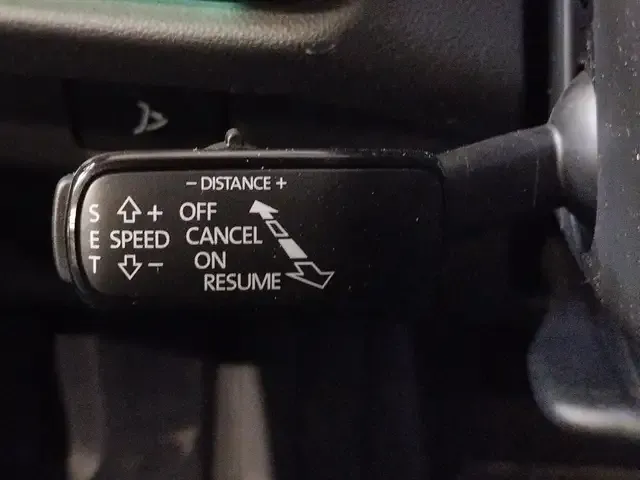 – DISTANCE +
S + OFF
E SPEED CANCEL
T – ON
RESUME